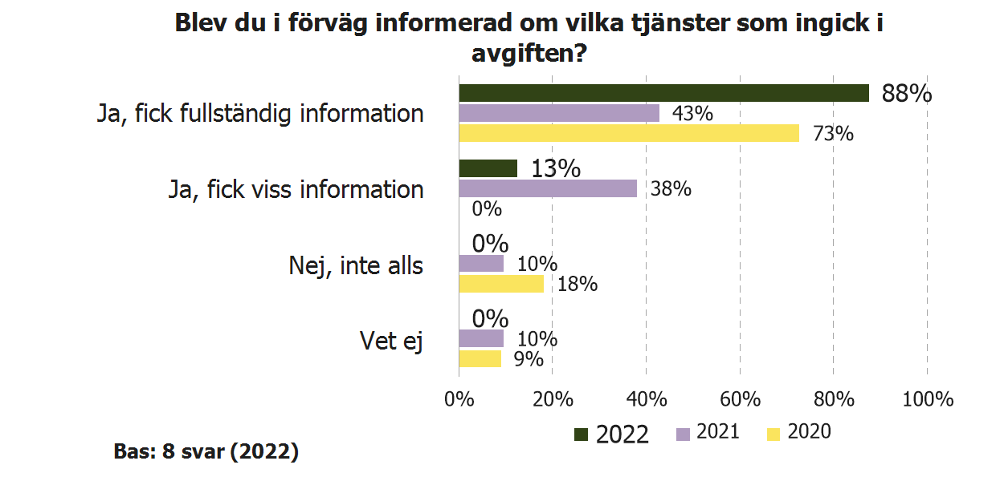 Blev du i förväg informerad om vilka tjänster som ingick i
avgiften?
Ja, fick fullständig information
88%
43%
73%
Ja, fick viss information
13%
38%
0%
Nej, inte alls
0%
10%
18%
Vet ej
0%
10%
9%
0% 20% 40% 60% 80% 100%
2022 2021 2020
Bas: 8 svar (2022)